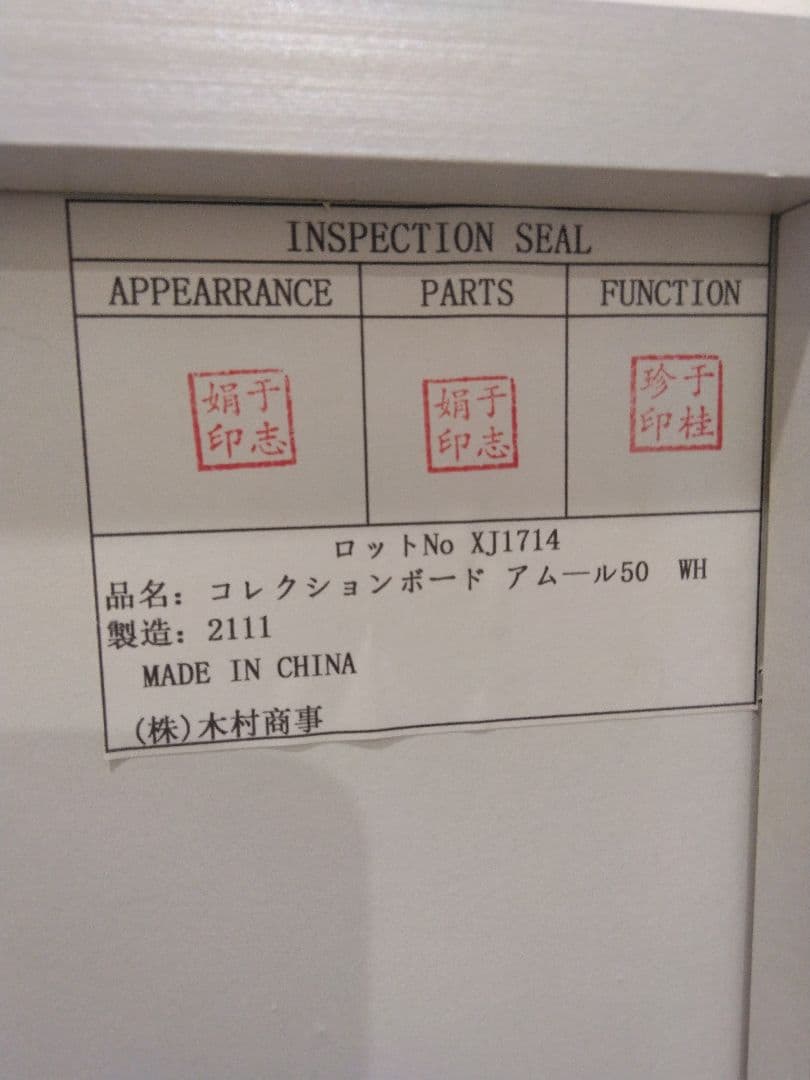 INSPECTION SEAL
APPEARRANCE PARTS FUNCTION
于志娟印 于志娟印 于桂珍印
ロットNo XJ1714
品名: コレクションボード アムール50 WH
製造: 2111
MADE IN CHINA
(株)木村商事